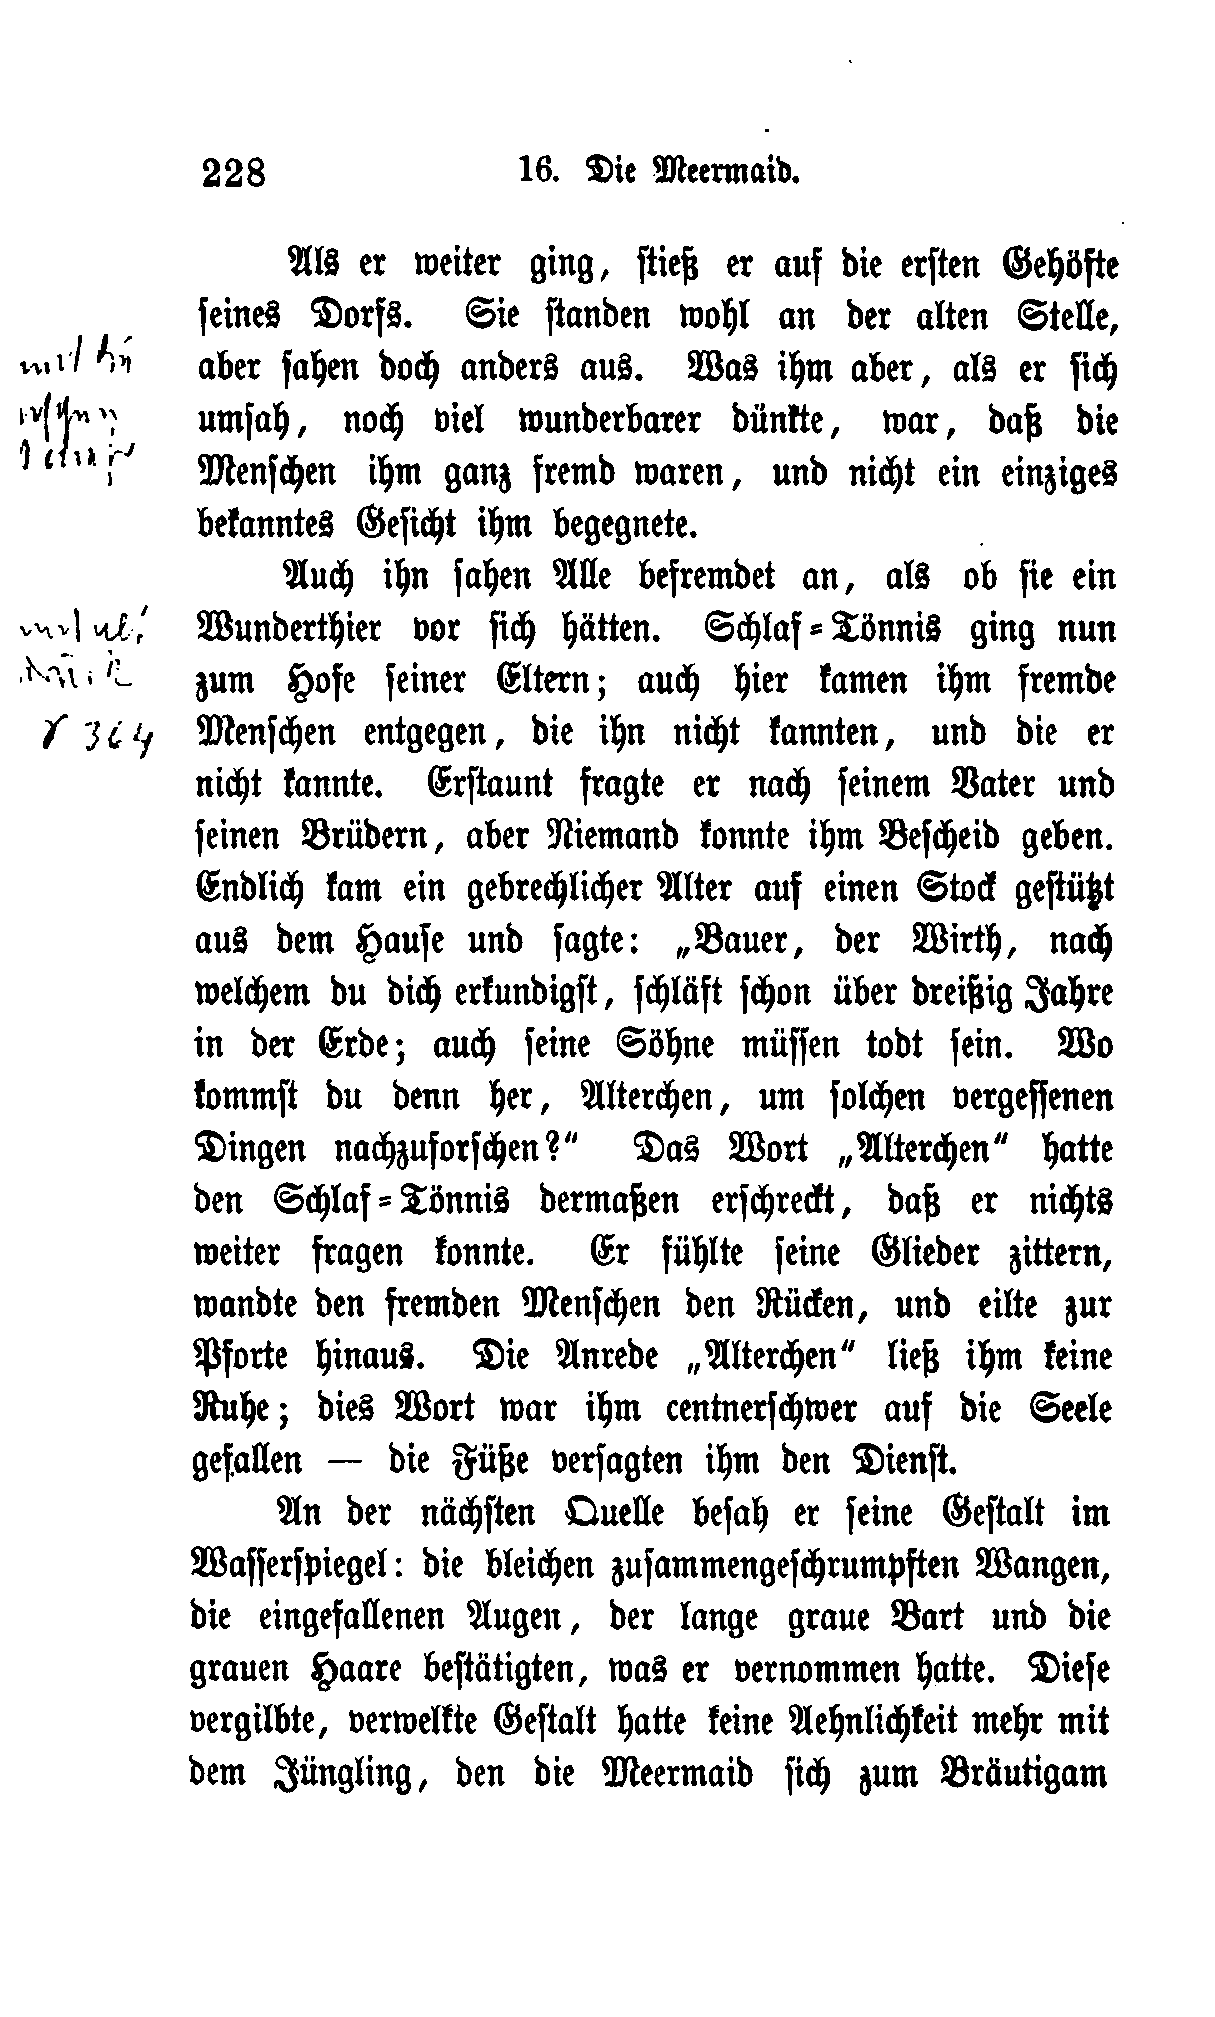 228 16. Die Meermaid.
Als er weiter ging, stieß er auf die ersten Gehöfte
seines Dorfs. Sie standen wohl an der alten Stelle,
aber sahen doch anders aus. Was ihm aber, als er sich
umsah, noch viel wunderbarer dünkte, war, daß die
Menschen ihm ganz fremd waren, und nicht ein einziges
bekanntes Gesicht ihm begegnete.
Auch ihn sahen Alle befremdet an, als ob sie ein
Wunderthier vor sich hätten. Schlaf-Tönnis ging nun
zum Hofe seiner Eltern; auch hier kamen ihm fremde
Menschen entgegen, die ihn nicht kannten, und die er
nicht kannte. Erstaunt fragte er nach seinem Vater und
seinen Brüdern, aber Niemand konnte ihm Bescheid geben.
Endlich kam ein gebrechlicher Alter auf einen Stock gestützt
aus dem Hause und sagte: „Bauer, der Wirth, nach
welchem du dich erkundigst, schläft schon über dreißig Jahre
in der Erde; auch seine Söhne müssen todt sein. Wo
kommst du denn her, Alterchen, um solchen vergessenen
Dingen nachzuforschen?“ Das Wort „Alterchen“ hatte
den Schlaf-Tönnis dermaßen erschreckt, daß er nichts
weiter fragen konnte. Er fühlte seine Glieder zittern,
wandte den fremden Menschen den Rücken, und eilte zur
Pforte hinaus. Die Anrede „Alterchen“ ließ ihm keine
Ruhe; dies Wort war ihm centnerschwer auf die Seele
gefallen — die Füße versagten ihm den Dienst.
An der nächsten Quelle besah er seine Gestalt im
Wasserspiegel: die bleichen zusammengeschrumpften Wangen,
die eingefallenen Augen, der lange graue Bart und die
grauen Haare bestätigten, was er vernommen hatte. Diese
vergilbte, verwelkte Gestalt hatte keine Aehnlichkeit mehr mit
dem Jüngling, den die Meermaid sich zum Bräutigam